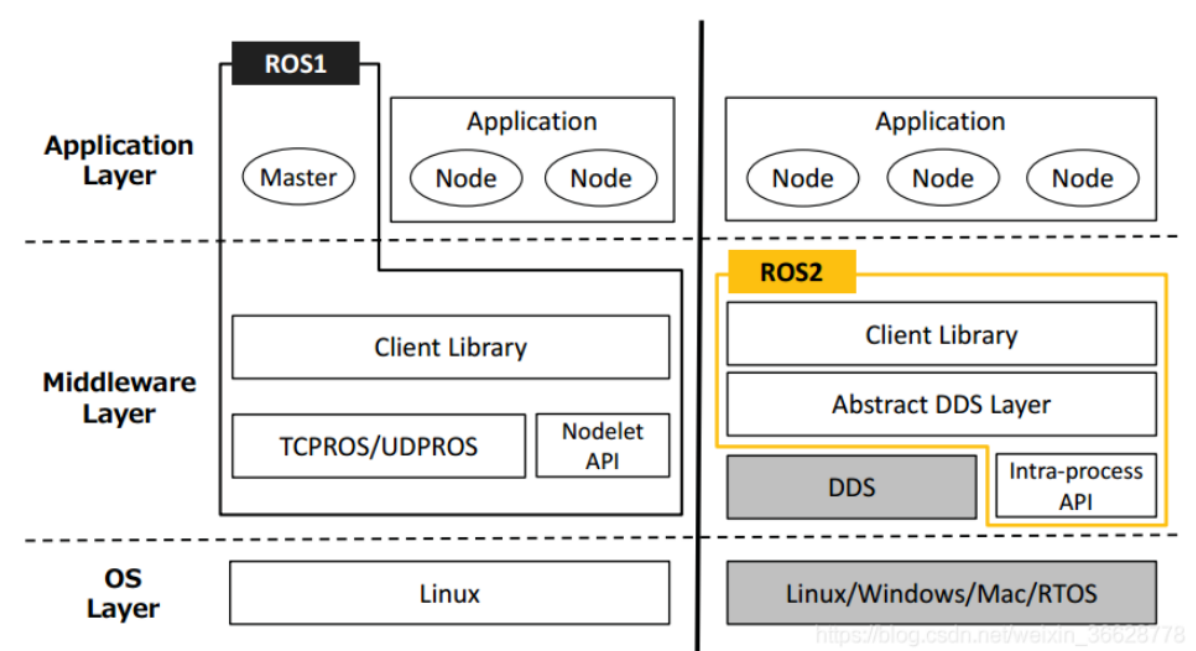 ROS1
Application
Layer
Master
Application
Node
Node
Application
Node
Node
Node
Middleware
Layer
Client Library
TCPROS/UDPROS
Nodelet
API
ROS2
Client Library
Abstract DDS Layer
DDS
Intra-process
API
OS
Layer
Linux
Linux/Windows/Mac/RTOS
https://blog.csdn.net/weixin_36628778